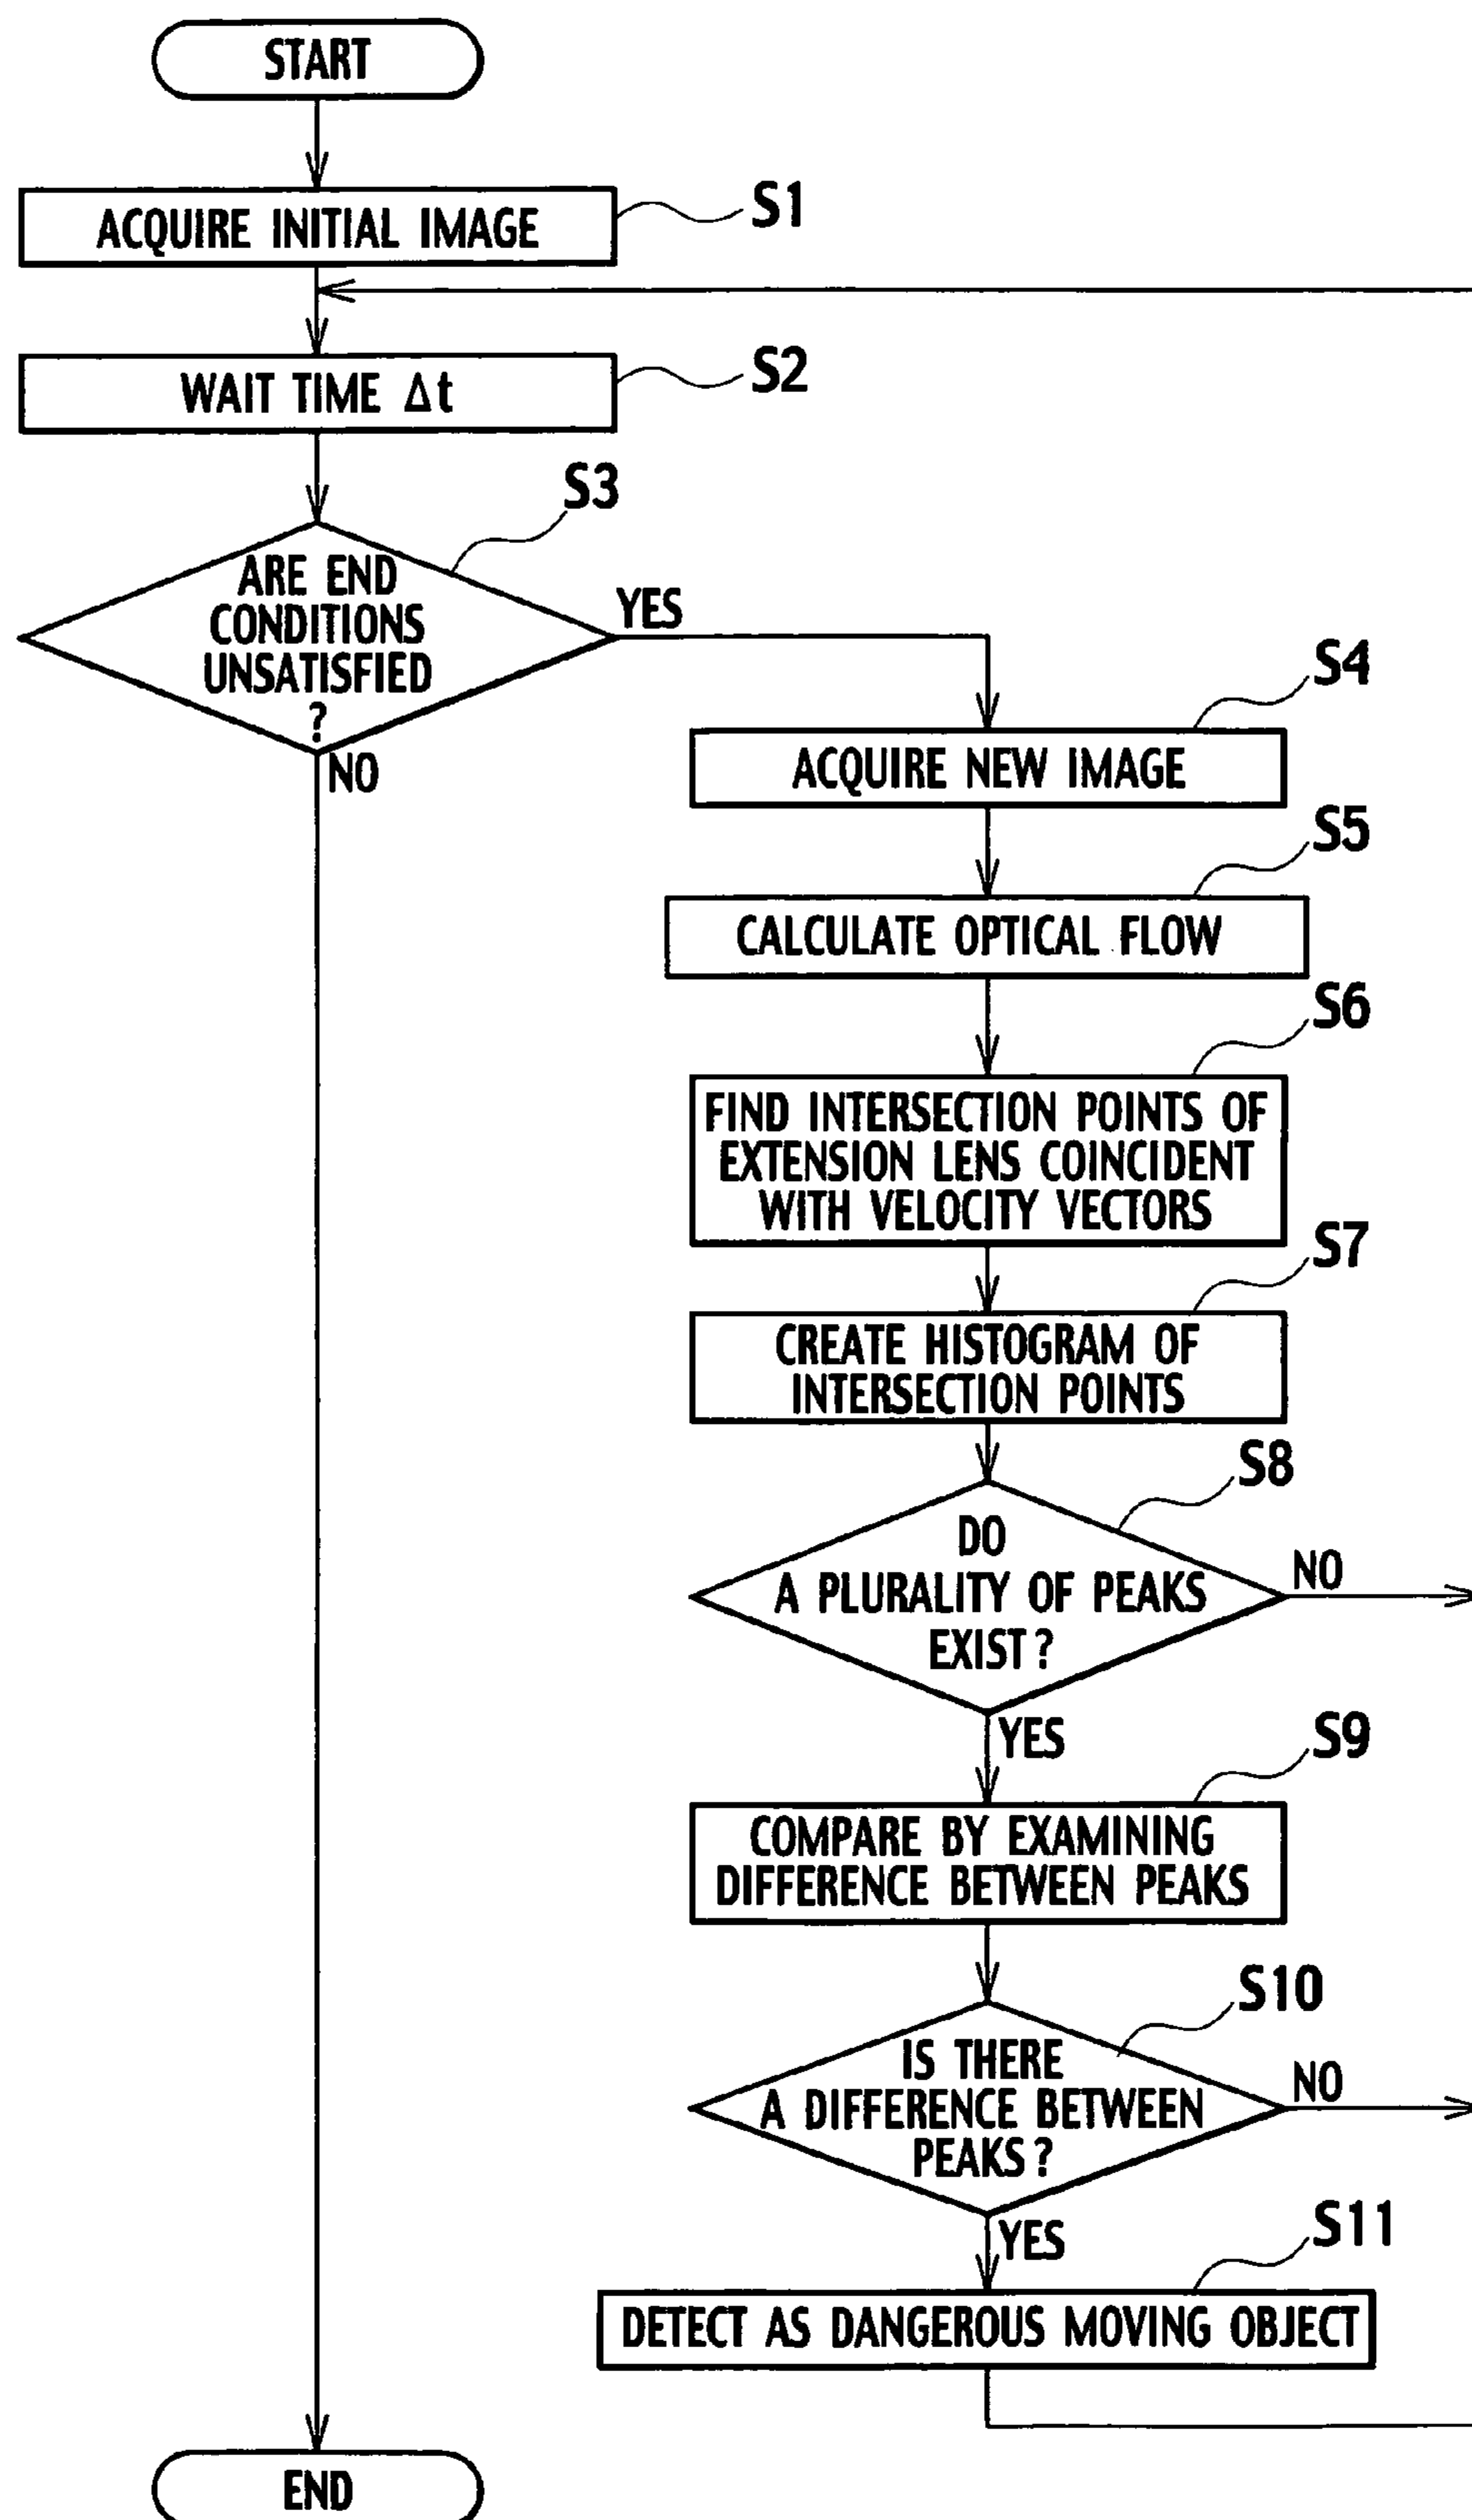 START
ACQUIRE INITIAL IMAGE
S1
WAIT TIME Δt
S2
S3
ARE END
CONDITIONS
UNSATISFIED
?
YES
NO
S4
ACQUIRE NEW IMAGE
S5
CALCULATE OPTICAL FLOW
S6
FIND INTERSECTION POINTS OF
EXTENSION LENS COINCIDENT
WITH VELOCITY VECTORS
S7
CREATE HISTOGRAM OF
INTERSECTION POINTS
S8
DO
A PLURALITY OF PEAKS
EXIST?
NO
YES
S9
COMPARE BY EXAMINING
DIFFERENCE BETWEEN PEAKS
S10
IS THERE
A DIFFERENCE BETWEEN
PEAKS?
NO
YES
S11
DETECT AS DANGEROUS MOVING OBJECT
END